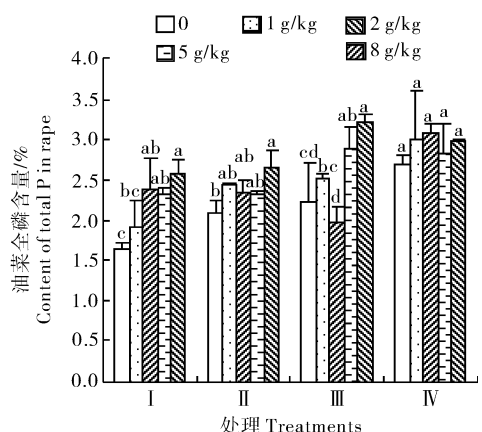 0 1 g/kg 2 g/kg
5 g/kg 8 g/kg
油菜全磷含量/%
Content of total P in rape
4.0
3.5
3.0
2.5
2.0
1.5
1.0
0.5
0.0
c bc ab ab a
b ab ab ab a
cd bc d ab a
a a a a a
I II III IV
处理 Treatments